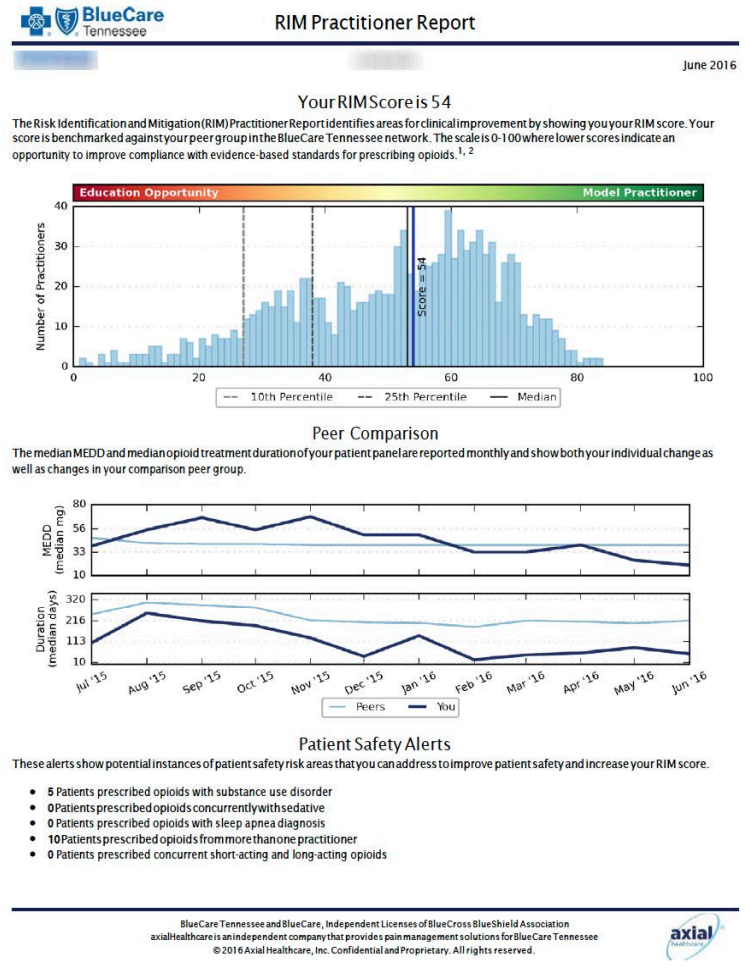 BlueCare
Tennessee
RIM Practitioner Report
June 2016
Your RIM Score is 54
The Risk Identification and Mitigation (RIM) Practitioner Report identifies areas for clinical improvement by showing you your RIM score. Your
score is benchmarked against your peer group in the BlueCare Tennessee network. The scale is 0-100 where lower scores indicate an
opportunity to improve compliance with evidence-based standards for prescribing opioids.1, 2
Education Opportunity Model Practitioner
Number of Practitioners
40
30
20
10
0
Score = 54
0 20 40 60 80 100
10th Percentile 25th Percentile Median
Peer Comparison
The median MEDD and median opioid treatment duration of your patient panel are reported monthly and show both your individual change as
well as changes in your comparison peer group.
MEDD
(median mg)
80
56
33
10
Duration
(median days)
320
216
113
10
Jul '15 Aug '15 Sep '15 Oct '15 Nov '15 Dec '15 Jan '16 Feb '16 Mar '16 Apr '16 May '16 Jun '16
Peers You
Patient Safety Alerts
These alerts show potential instances of patient safety risk areas that you can address to improve patient safety and increase your RIM score.
• 5 Patients prescribed opioids with substance use disorder
• 0 Patients prescribed opioids concurrently with sedative
• 0 Patients prescribed opioids with sleep apnea diagnosis
• 10 Patients prescribed opioids from more than one practitioner
• 0 Patients prescribed concurrent short-acting and long-acting opioids
BlueCare Tennessee and BlueCare, Independent Licenses of BlueCross BlueShield Association
axialHealthcare is an independent company that provides pain management solutions for BlueCare Tennessee
© 2016 Axial Healthcare, Inc. Confidential and Proprietary. All rights reserved.
axial
healthcare